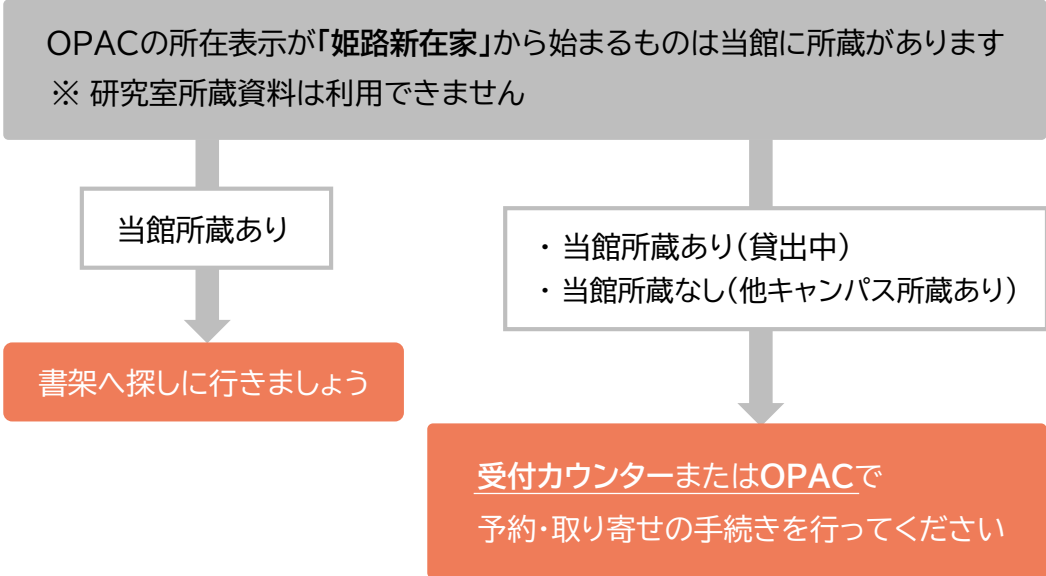 OPACの所在表示が「姫路新在家」から始まるものは当館に所蔵があります
※ 研究室所蔵資料は利用できません
当館所蔵あり
・ 当館所蔵あり(貸出中)
・ 当館所蔵なし(他キャンパス所蔵あり)
書架へ探しに行きましょう
受付カウンターまたはOPACで
予約・取り寄せの手続きを行ってください